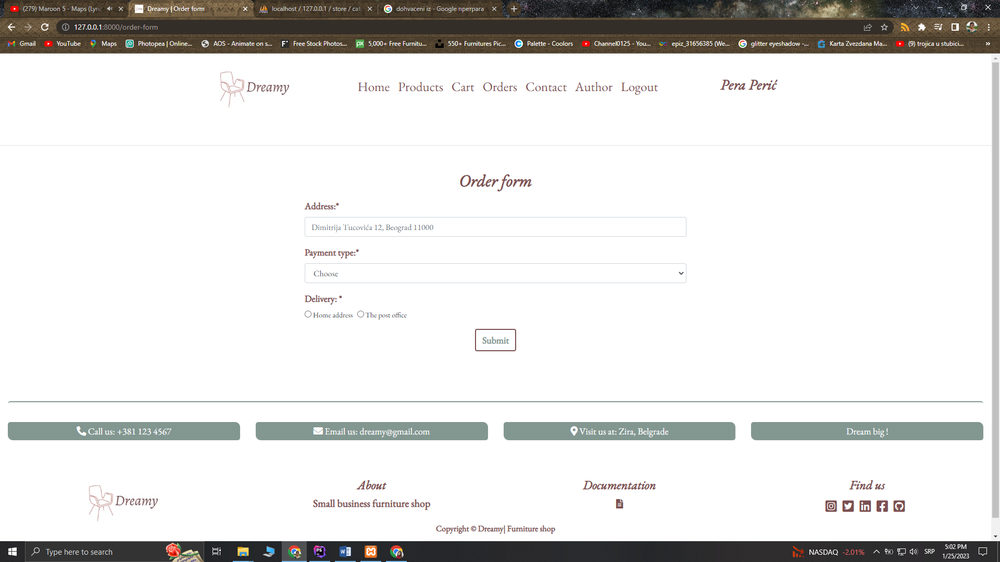 (279) Maroon 5 - Maps (Lyric
Dreamy | Order form
localhost / 127.0.0.1 / store / cat
dohvaceni iz - Google претрага
127.0.0.1:8000/order-form
Gmail
YouTube
Maps
Photopea | Online...
AOS - Animate on s...
Free Stock Photos...
5,000+ Free Furnitu...
550+ Furnitures Pic...
Palette - Coolors
Channel0125 - You...
epiz_31656385 (We...
glitter eyeshadow -...
Karta Zvezdana Ma...
(9) trojica u stubici...
Dreamy
Home Products Cart Orders Contact Author Logout
Pera Perić
Order form
Address:*
Dimitrija Tucovića 12, Beograd 11000
Payment type:*
Choose
Delivery: *
Home address The post office
Submit
Call us: +381 123 4567
Email us: dreamy@gmail.com
Visit us at: Zira, Belgrade
Dream big !
Dreamy
About
Small business furniture shop
Documentation
Find us
Copyright © Dreamy| Furniture shop
Type here to search
NASDAQ -2.01%
SRP
5:02 PM
1/25/2023